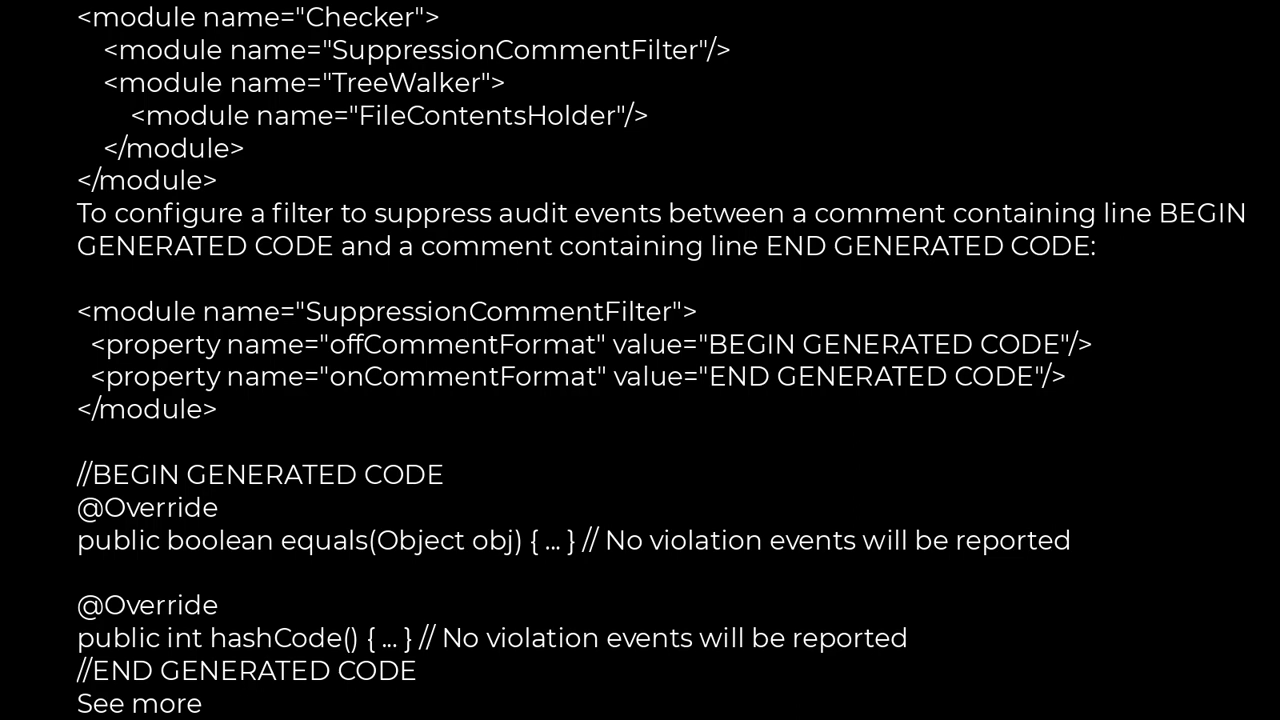 <module name="Checker">
<module name="SuppressionCommentFilter"/>
<module name="TreeWalker">
<module name="FileContentsHolder"/>
</module>
</module>
To configure a filter to suppress audit events between a comment containing line BEGIN
GENERATED CODE and a comment containing line END GENERATED CODE:
<module name="SuppressionCommentFilter">
<property name="offCommentFormat" value="BEGIN GENERATED CODE"/>
<property name="onCommentFormat" value="END GENERATED CODE"/>
</module>
//BEGIN GENERATED CODE
@Override
public boolean equals(Object obj) { ... } // No violation events will be reported
@Override
public int hashCode() { ... } // No violation events will be reported
//END GENERATED CODE
See more